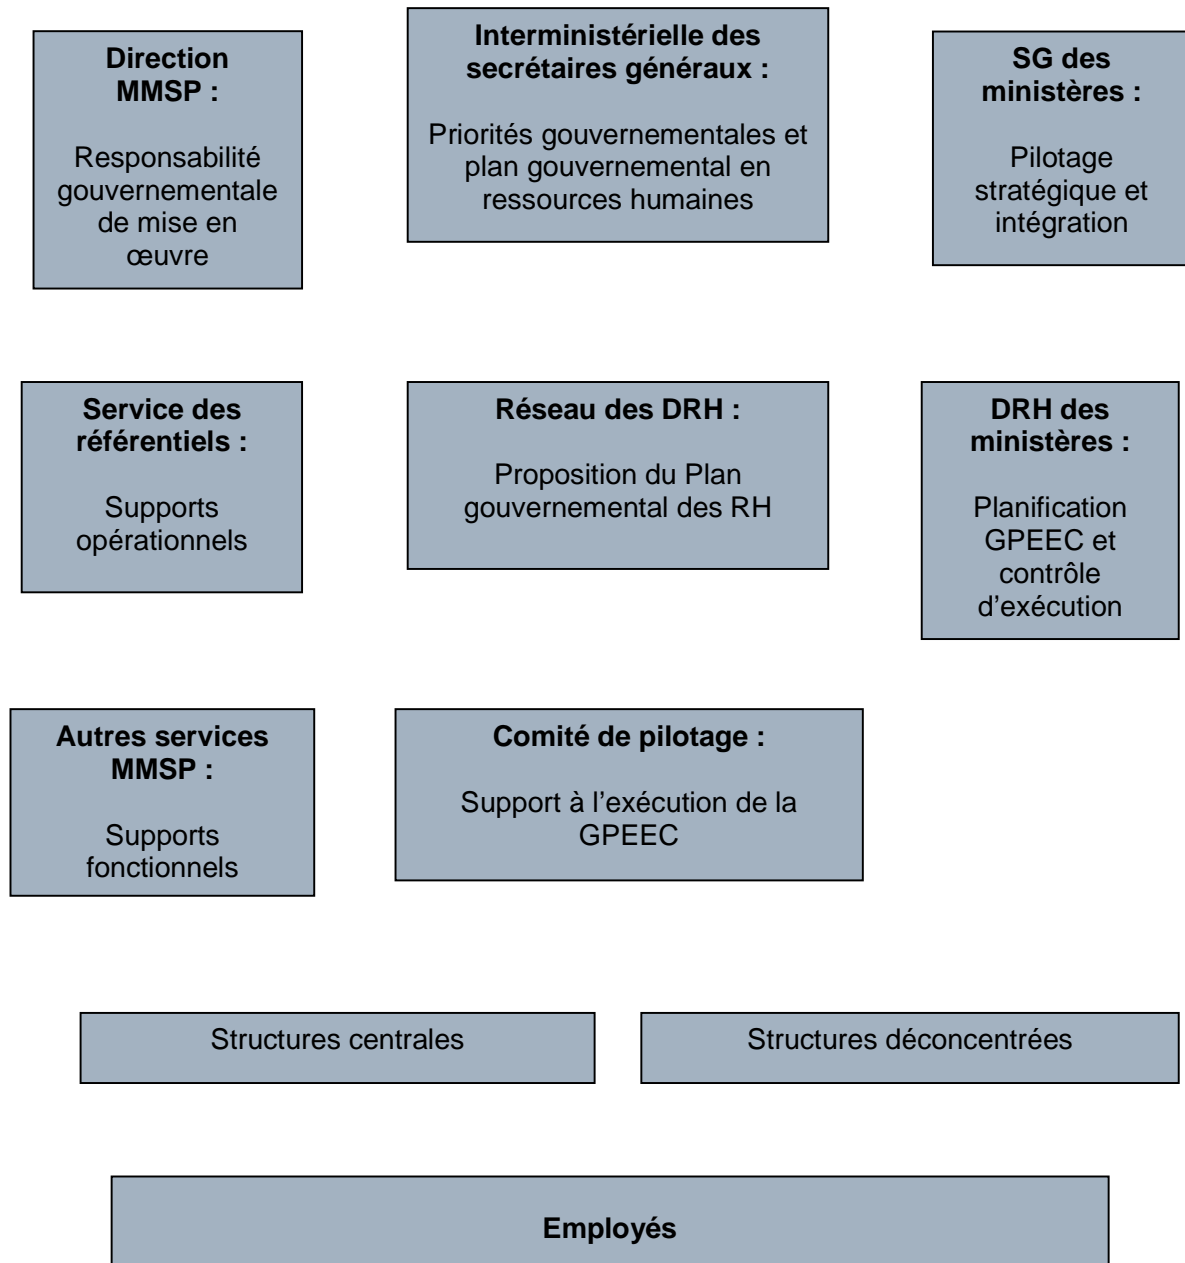 Direction
MMSP :
Responsabilité
gouvernementale
de mise en
œuvre
Interministérielle des
secrétaires généraux :
Priorités gouvernementales et
plan gouvernemental en
ressources humaines
SG des
ministères :
Pilotage
stratégique et
intégration
Service des
référentiels :
Supports
opérationnels
Réseau des DRH :
Proposition du Plan
gouvernemental des RH
DRH des
ministères :
Planification
GPEEC et
contrôle
d'exécution
Autres services
MMSP :
Supports
fonctionnels
Comité de pilotage :
Support à l'exécution de la
GPEEC
Structures centrales
Structures déconcentrées
Employés